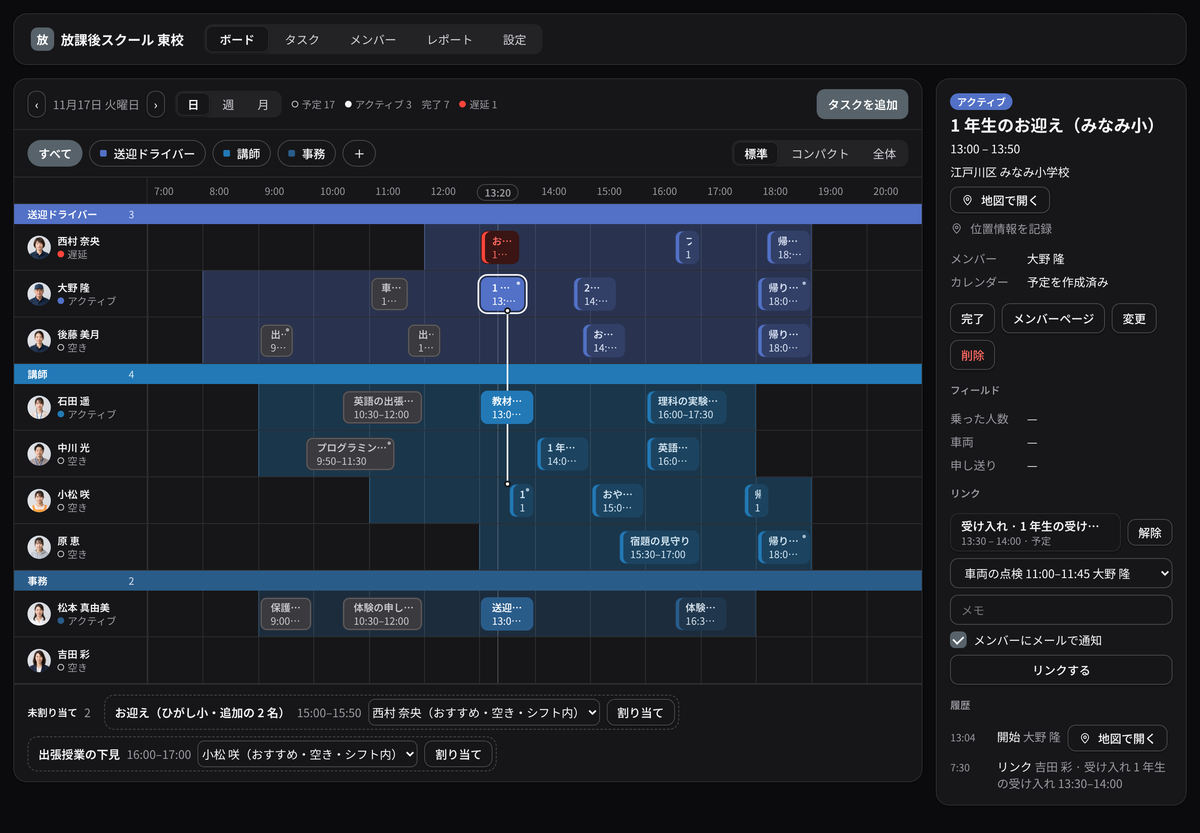 放 放課後スクール 東校 ボード タスク メンバー レポート 設定
‹ 11月17日 火曜日 › 日 週 月 予定 17 アクティブ 3 完了 7 遅延 1 タスクを追加
すべて 送迎ドライバー 講師 事務 + 標準 コンパクト 全体
7:00 8:00 9:00 10:00 11:00 12:00 13:20 14:00 15:00 16:00 17:00 18:00 19:00 20:00
送迎ドライバー 3
西村 奈央 お… 帰…
遅延 1… 1 18:…
大野 隆 車… 1… 2… 帰り…
アクティブ 1… 13:… 14:… 18:0…
後藤 美月 出… 出… お… 帰り…
空き 9… 1… 14:… 18:0…
講師 4
石田 遥 英語の出張… 教材… 理科の実験…
アクティブ 10:30–12:00 13:0… 16:00–17:30
中川 光 プログラミン… 1 年… 英語…
空き 9:50–11:30 14:0… 16:0…
小松 咲 1 おや…
空き 1 15:0… 1
原 恵 宿題の見守り 帰り…
空き 15:30–17:00 18:0…
事務 2
松本 真由美 保護… 体験の申し… 送迎… 体験…
アクティブ 9:00… 10:30–12:00 13:0… 16:3…
吉田 彩
空き
未割り当て 2 お迎え（ひがし小・追加の 2 名） 15:00–15:50 西村 奈央（おすすめ・空き・シフト内） 割り当て
出張授業の下見 16:00–17:00 小松 咲（おすすめ・空き・シフト内） 割り当て
アクティブ
1 年生のお迎え（みなみ小）
13:00 – 13:50
江戸川区 みなみ小学校
地図で開く
位置情報を記録
メンバー 大野 隆
カレンダー 予定を作成済み
完了 メンバーページ 変更
削除
フィールド
乗った人数 —
車両 —
申し送り —
リンク
受け入れ · 1 年生の受け…
13:30 – 14:00 · 予定
解除
車両の点検 11:00–11:45 大野 隆
メモ
メンバーにメールで通知
リンクする
履歴
13:04 開始 大野 隆 地図で開く
7:30 リンク 吉田 彩 · 受け入れ 1 年生
の受け入れ 13:30–14:00